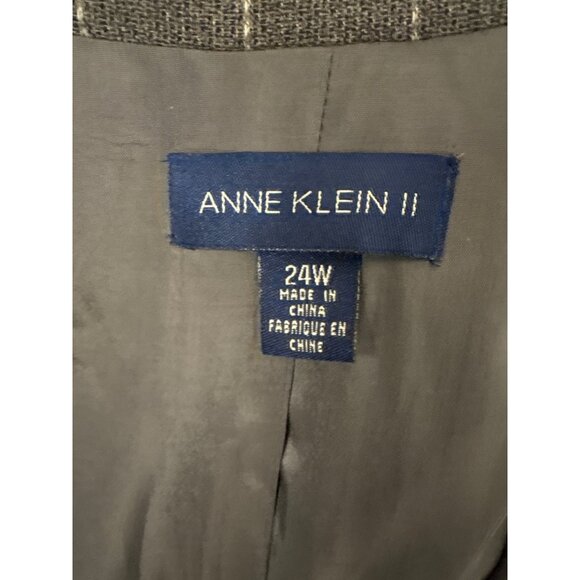 ANNE KLEIN II
24W
MADE IN
CHINA
FABRIQUE EN
CHINE